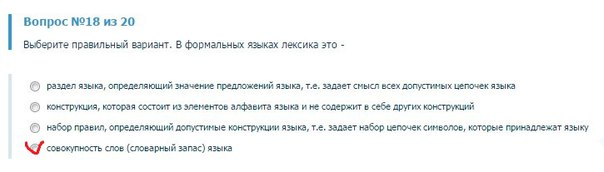 Вопрос №18 из 20
Выберите правильный вариант. В формальных языках лексика это -
раздел языка, определяющий значение предложений языка, т.е. задает смысл всех допустимых цепочек языка
конструкция, которая состоит из элементов алфавита языка и не содержит в себе других конструкций
набор правил, определяющий допустимые конструкции языка, т.е. задает набор цепочек символов, которые принадлежат языку
совокупность слов (словарный запас) языка